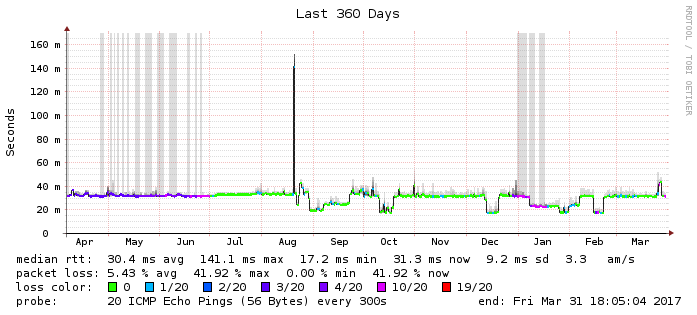 Last 360 Days
RRDTOOL / TOBI OETIKER
Seconds
160 m
140 m
120 m
100 m
80 m
60 m
40 m
20 m
0
Apr May Jun Jul Aug Sep Oct Nov Dec Jan Feb Mar
median rtt: 30.4 ms avg 141.1 ms max 17.2 ms min 31.3 ms now 9.2 ms sd 3.3 am/s
packet loss: 5.43 % avg 41.92 % max 0.00 % min 41.92 % now
loss color: 0 1/20 2/20 3/20 4/20 10/20 19/20
probe: 20 ICMP Echo Pings (56 Bytes) every 300s end: Fri Mar 31 18:05:04 2017